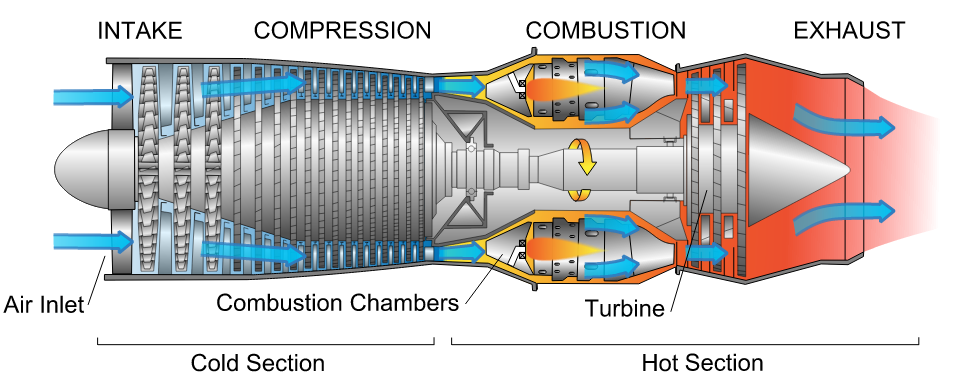 INTAKE COMPRESSION COMBUSTION EXHAUST
Air Inlet
Combustion Chambers
Turbine
Cold Section Hot Section